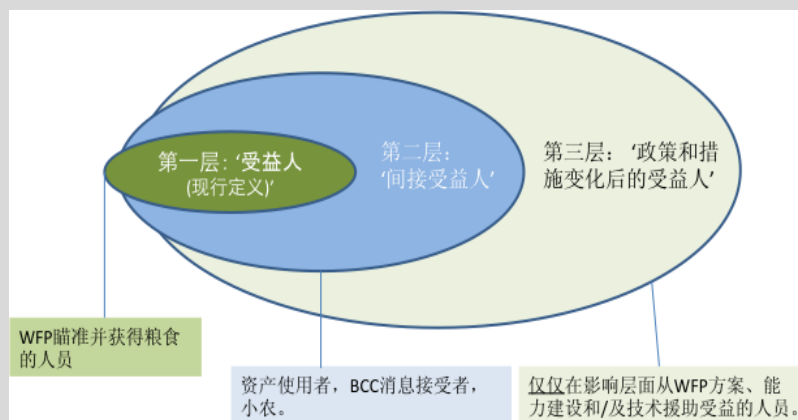 第一层：‘受益人
(现行定义)’
第二层：
‘间接受益人’
第三层： ‘政策和措
施变化后的受益人’
WFP瞄准并获得粮食
的人员
资产使用者，BCC消息接受者，
小农。
仅仅在影响层面从WFP方案、能
力建设和/及技术援助受益的人员。